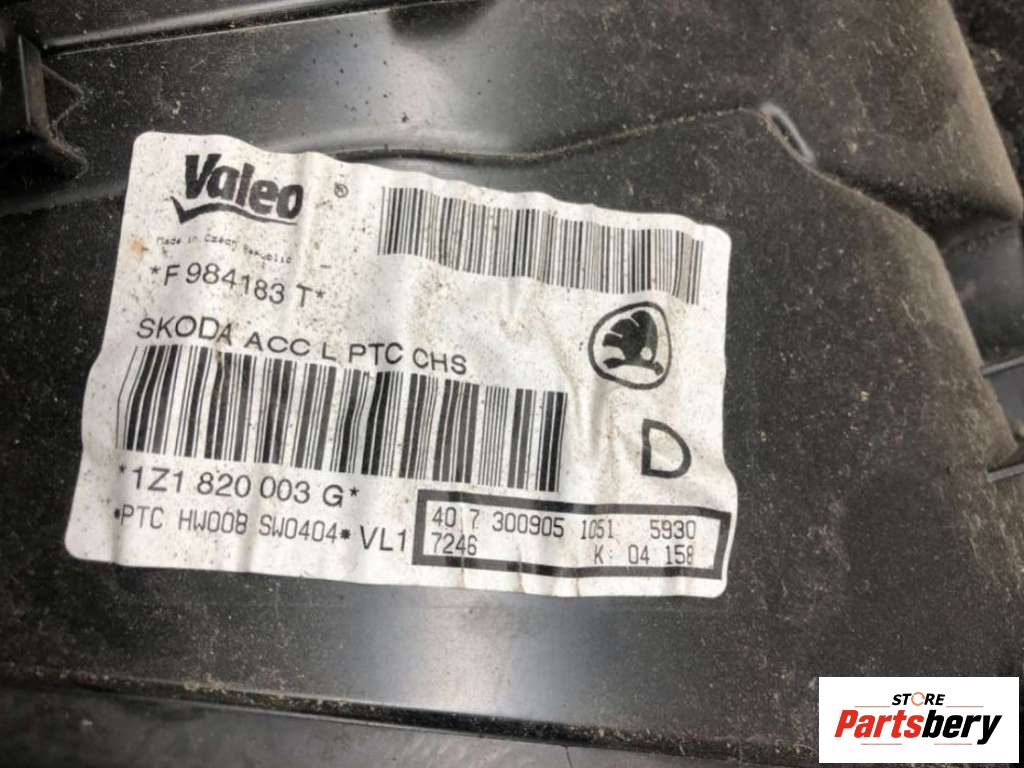 Valeo ®
Made in Czech Republic
*F 984183 T*
SKODA ACC L PTC CHS
D
*1Z1 820 003 G*
*PTC HW008 SW0404* VL1
40 7 300905 1051 5930
7246 K: 04 158
STORE
Partsbery